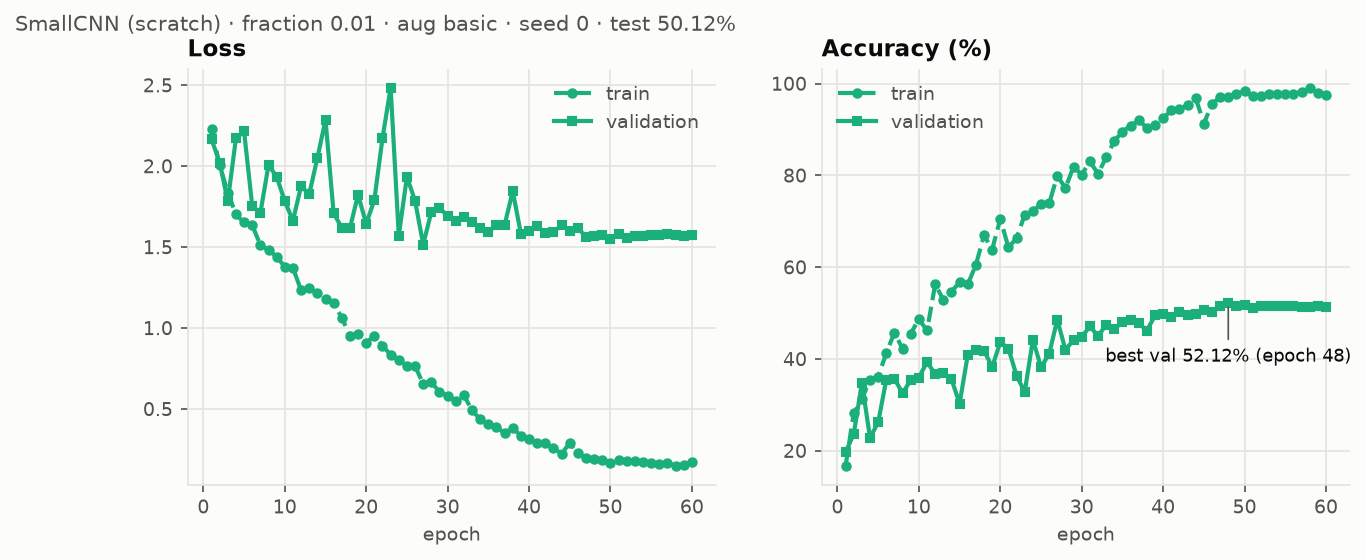 SmallCNN (scratch) · fraction 0.01 · aug basic · seed 0 · test 50.12%
Loss
train
validation
2.5
2.0
1.5
1.0
0.5
0 10 20 30 40 50 60
epoch
Accuracy (%)
train
validation
100
80
60
40
20
best val 52.12% (epoch 48)
0 10 20 30 40 50 60
epoch